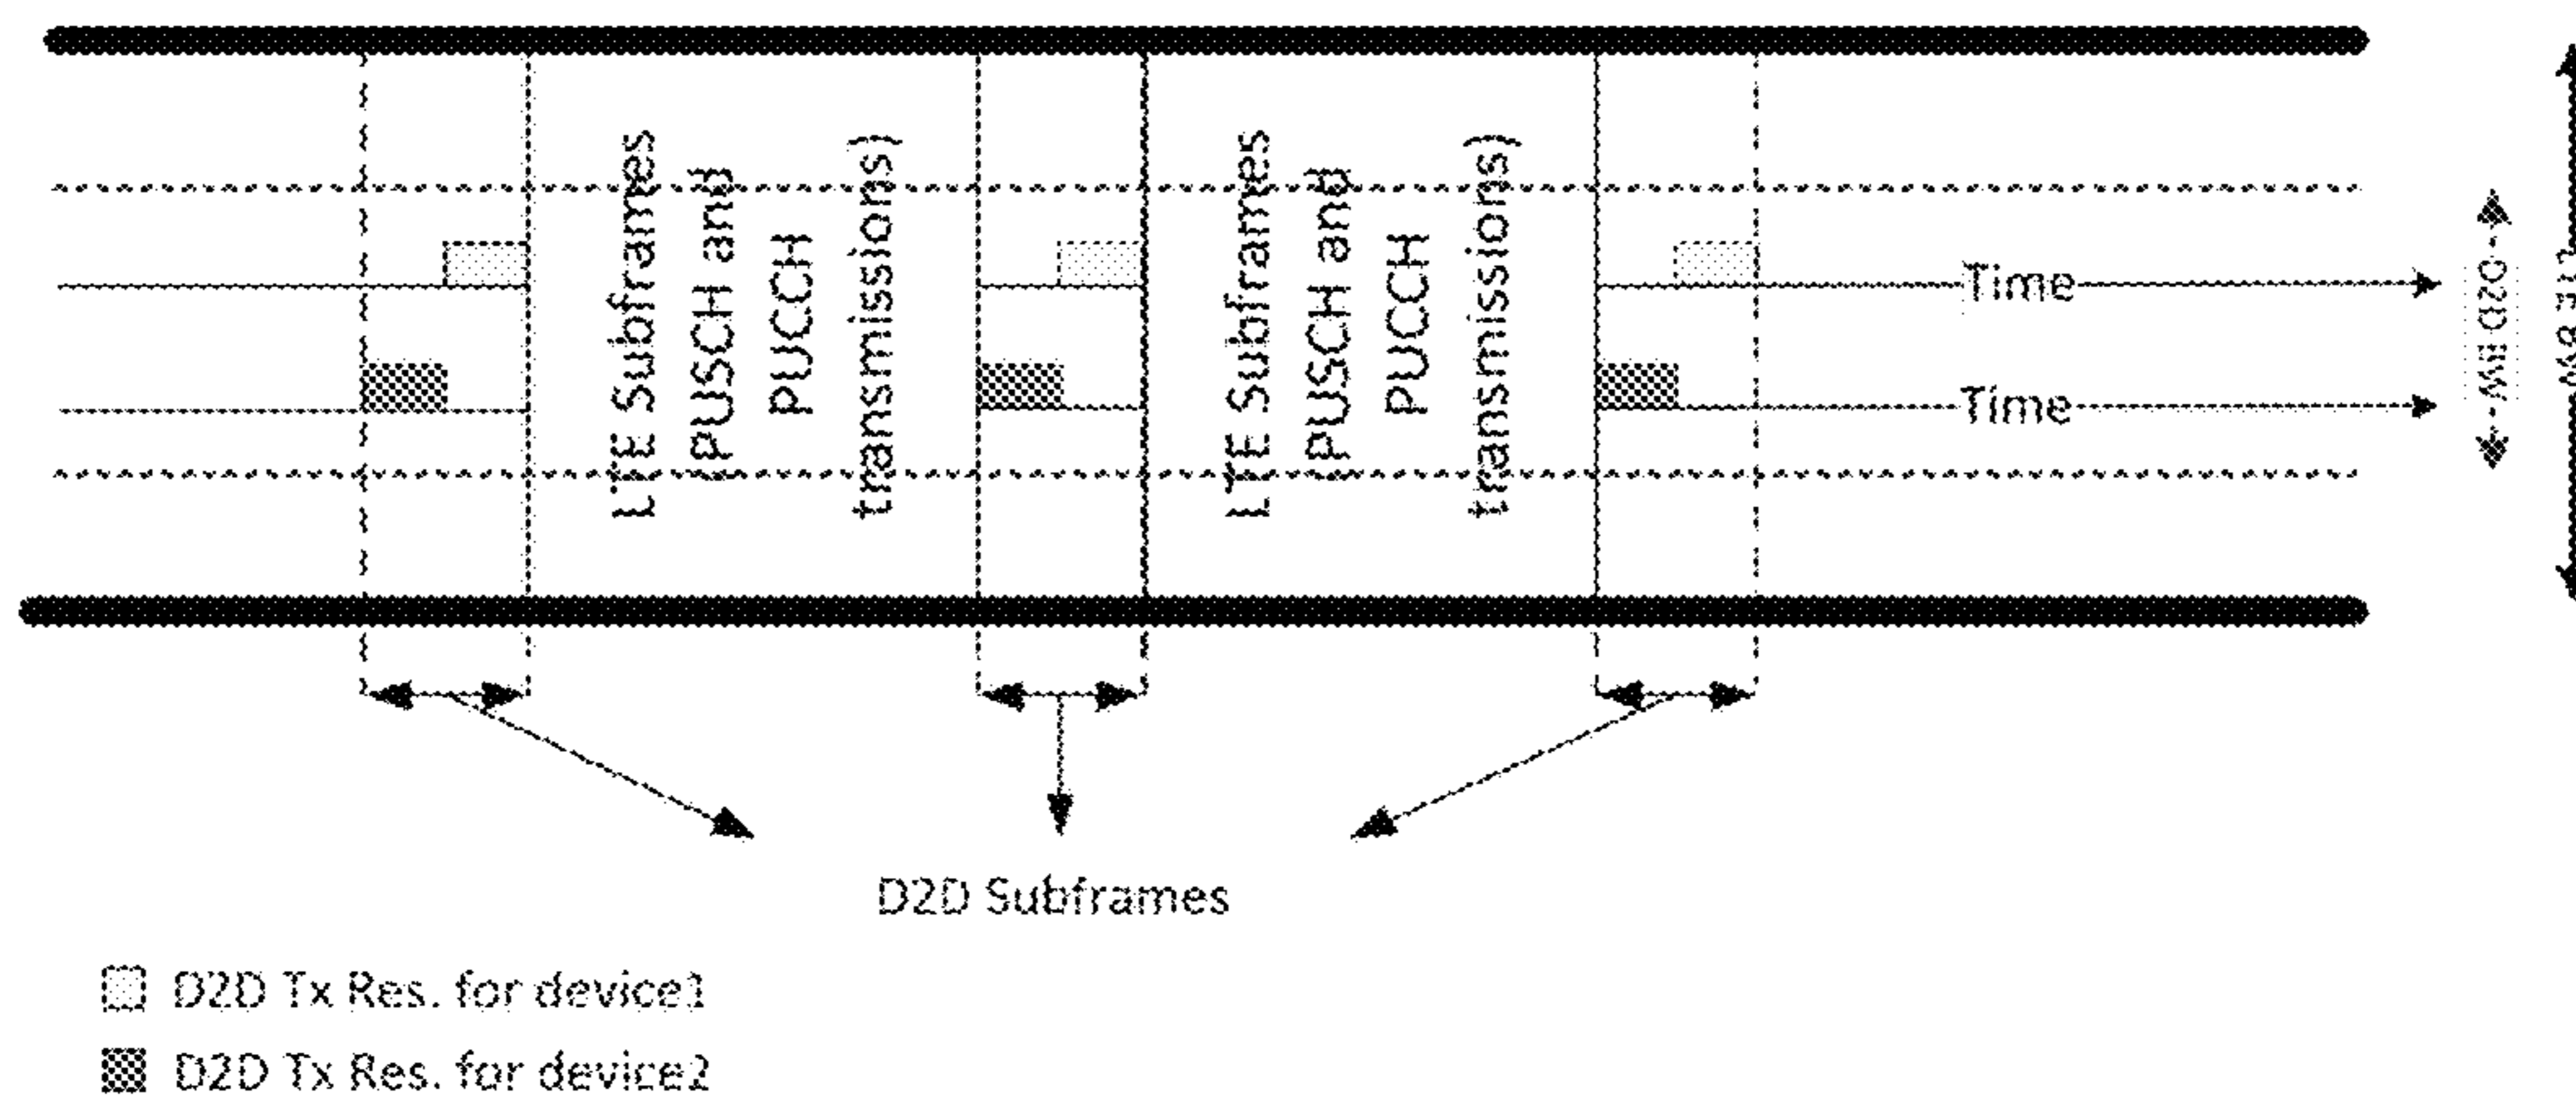 LTE Subframes
(PUSCH and
PUCCH
transmissions)
LTE Subframes
(PUSCH and
PUCCH
transmissions)
Time
Time
D2D BW
LTE BW
D2D Subframes
D2D Tx Res. for device1
D2D Tx Res. for device2